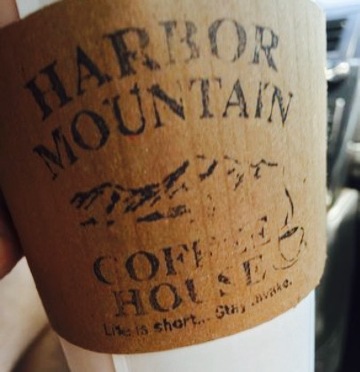 HARBOR
MOUNTAIN
COFFEE
HOUSE
Life is short... Stay awake.